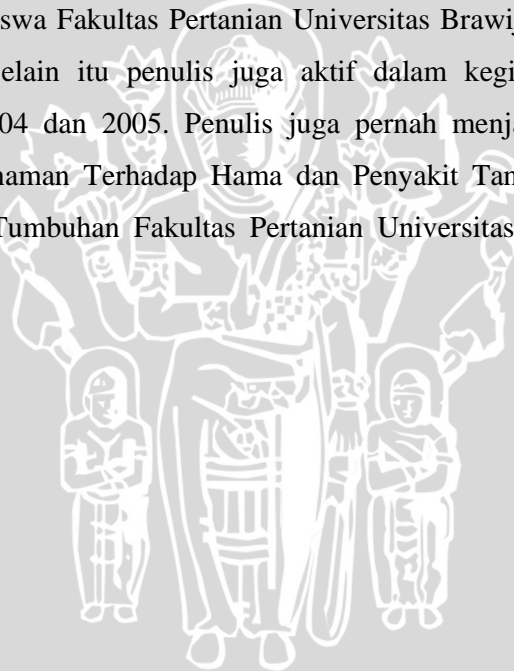 swa Fakultas Pertanian Universitas Brawij
elain itu penulis juga aktif dalam kegi
04 dan 2005. Penulis juga pernah menja
naman Terhadap Hama dan Penyakit Tan
Tumbuhan Fakultas Pertanian Universitas